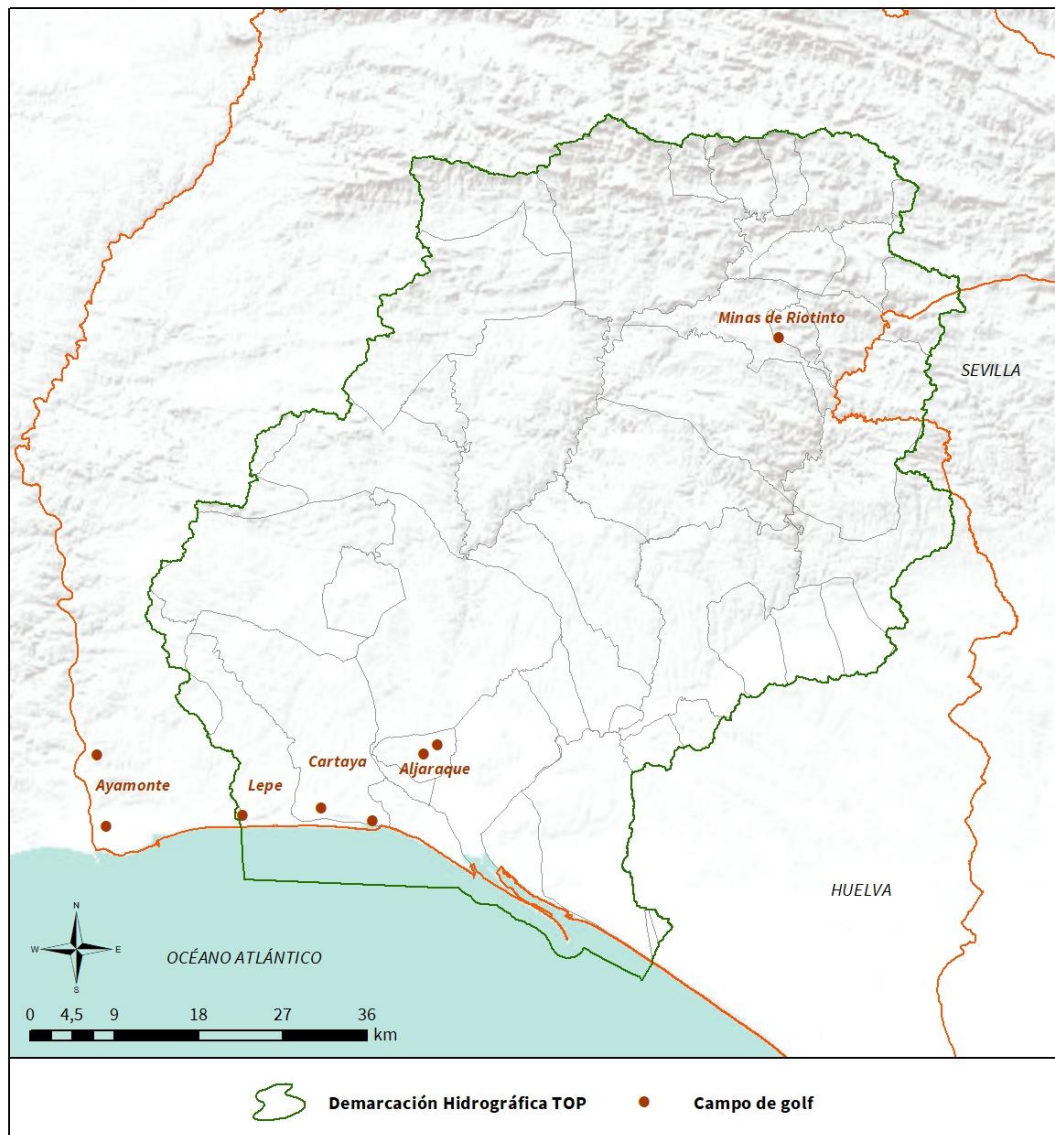 Minas de Riotinto
SEVILLA
Cartaya
Aljaraque
Ayamonte
Lepe
HUELVA
N
W
E
S
OCÉANO ATLÁNTICO
0 4,5 9 18 27 36
km
Demarcación Hidrográfica TOP
Campo de golf